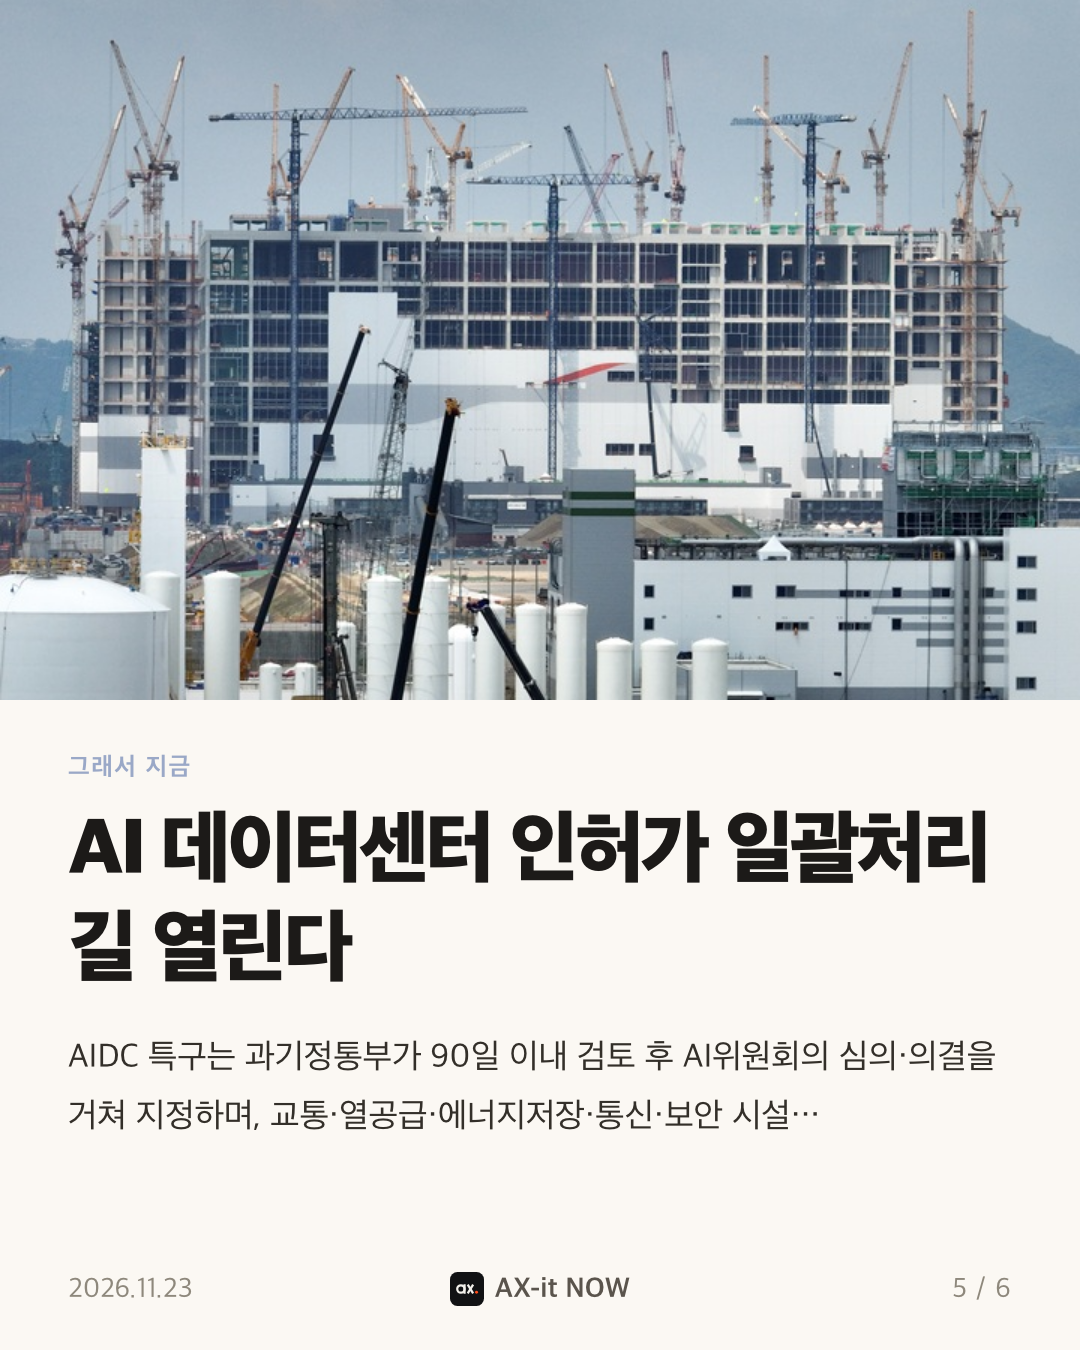 그래서 지금
AI 데이터센터 인허가 일괄처리
길 열린다
AIDC 특구는 과기정통부가 90일 이내 검토 후 AI위원회의 심의·의결을
거쳐 지정하며, 교통·열공급·에너지저장·통신·보안 시설…
2026.11.23
ax. AX-it NOW
5 / 6